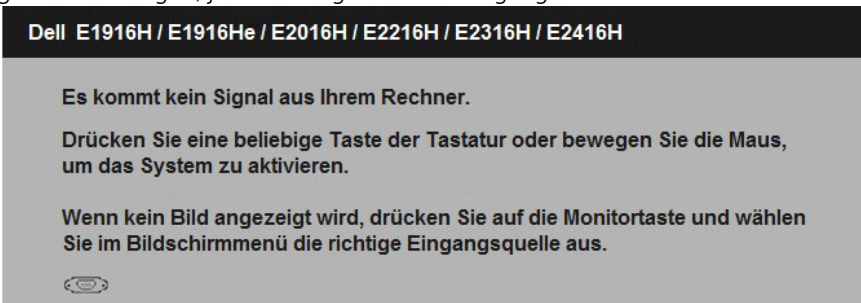 Dell E1916H / E1916He / E2016H / E2216H / E2316H / E2416H
Es kommt kein Signal aus Ihrem Rechner.
Drücken Sie eine beliebige Taste der Tastatur oder bewegen Sie die Maus,
um das System zu aktivieren.
Wenn kein Bild angezeigt wird, drücken Sie auf die Monitortaste und wählen
Sie im Bildschirmmenü die richtige Eingangsquelle aus.